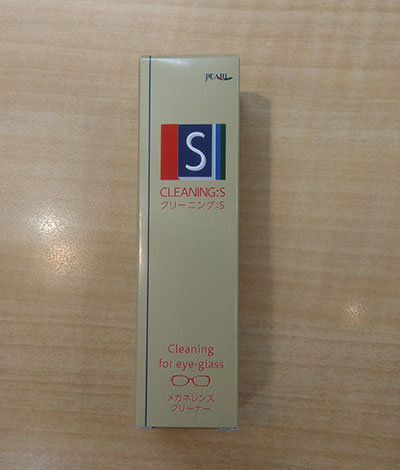 PEARL
S
CLEANING:S
クリーニング:S
Cleaning
for eye-glass
メガネレンズ
クリーナー